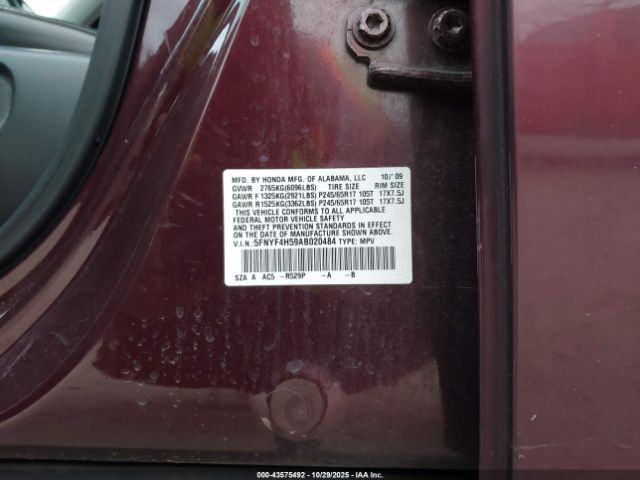 MFD. BY HONDA MFG. OF ALABAMA, LLC 10/'09
GVWR 2765KG(6096LBS) TIRE SIZE RIM SIZE
GAWR F 1325KG(2921LBS) P245/65R17 105T 17X7.5J
GAWR R1525KG(3362LBS) P245/65R17 105T 17X7.5J
THIS VEHICLE CONFORMS TO ALL APPLICABLE
FEDERAL MOTOR VEHICLE SAFETY
AND THEFT PREVENTION STANDARDS IN EFFECT
ON THE DATE OF MANUFACTURE SHOWN ABOVE.
V.I.N.: 5FNYF4H59AB020484 TYPE: MPV
SZA A AC5 -R529P -A -B
000-43575492 - 10/29/2025 - IAAI Inc.